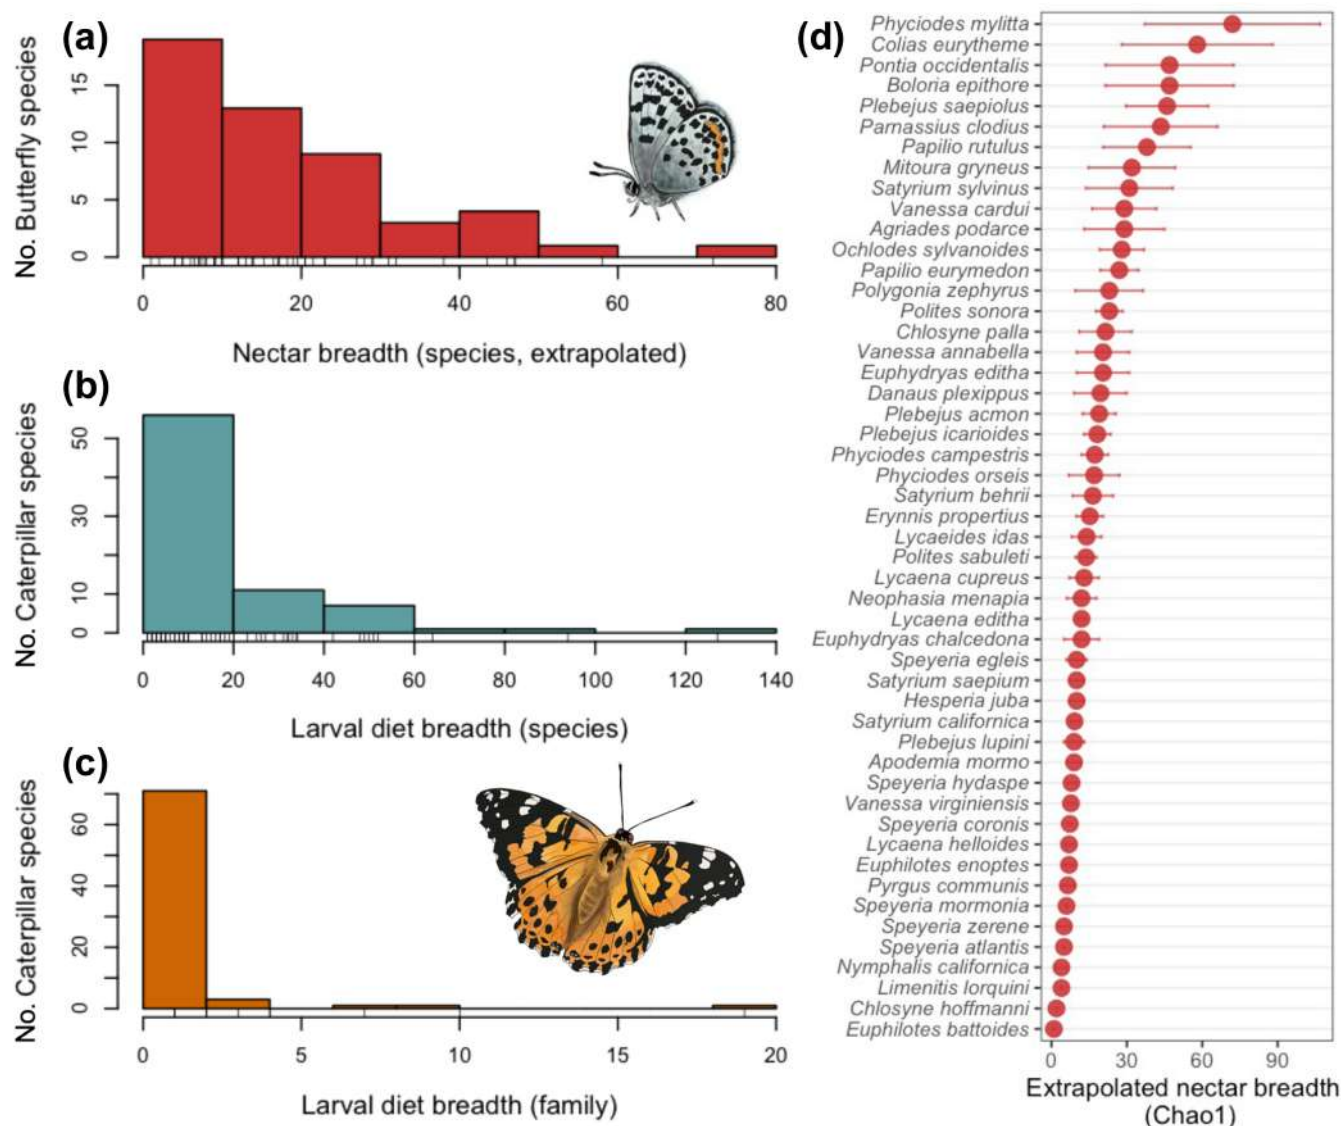 (a)
No. Butterfly species
0
5
10
15
0
20
40
60
80
Nectar breadth (species, extrapolated)
(b)
No. Caterpillar species
0
10
30
50
0
20
40
60
80
100
120
140
Larval diet breadth (species)
(c)
No. Caterpillar species
0
20
40
60
0
5
10
15
20
Larval diet breadth (family)
(d)
Phyciodes mylitta
Colias eurytheme
Pontia occidentalis
Boloria epithore
Plebejus saepiolus
Parnassius clodius
Papilio rutulus
Mitoura gryneus
Satyrium sylvinus
Vanessa cardui
Agriades podarce
Ochlodes sylvanoides
Papilio eurymedon
Polygonia zephyrus
Polites sonora
Chlosyne palla
Vanessa annabella
Euphydryas editha
Danaus plexippus
Plebejus acmon
Plebejus icarioides
Phyciodes campestris
Phyciodes orseis
Satyrium behrii
Erynnis propertius
Lycaeides idas
Polites sabuleti
Lycaena cupreus
Neophasia menapia
Lycaena editha
Euphydryas chalcedona
Speyeria egleis
Satyrium saepium
Hesperia juba
Satyrium californica
Plebejus lupini
Apodemia mormo
Speyeria hydaspe
Vanessa virginiensis
Speyeria coronis
Lycaena helloides
Euphilotes enoptes
Pyrgus communis
Speyeria mormonia
Speyeria zerene
Speyeria atlantis
Nymphalis californica
Limenitis lorquini
Chlosyne hoffmanni
Euphilotes battoides
0
30
60
90
Extrapolated nectar breadth
(Chao1)